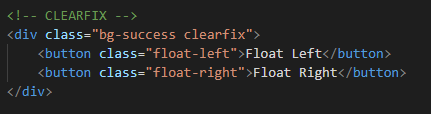 <!-- CLEARFIX -->
<div class="bg-success clearfix">
    <button class="float-left">Float Left</button>
    <button class="float-right">Float Right</button>
</div>